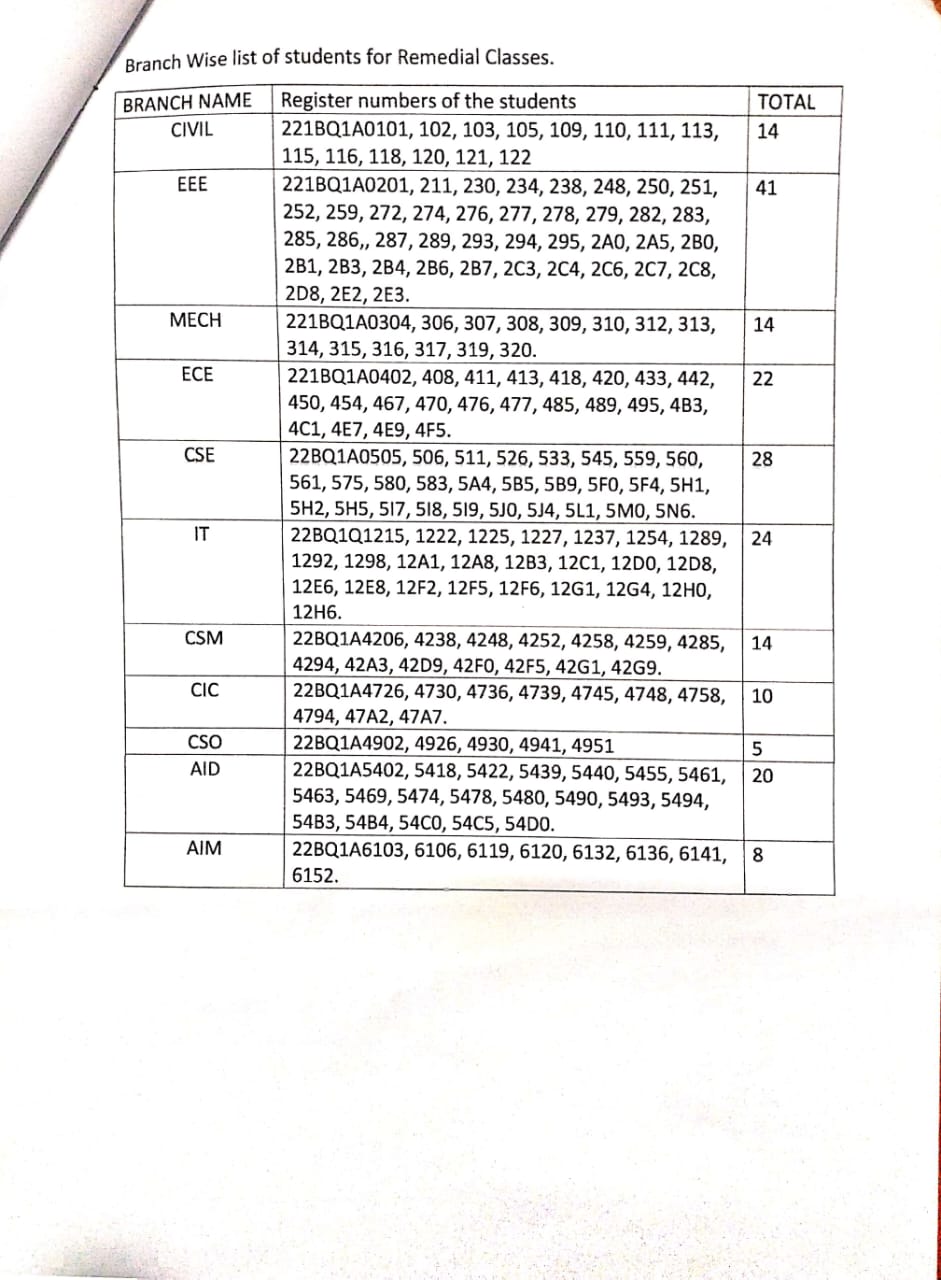 Branch Wise list of students for Remedial Classes.
BRANCH NAME Register numbers of the students TOTAL
CIVIL 221BQ1A0101, 102, 103, 105, 109, 110, 111, 113, 14
115, 116, 118, 120, 121, 122
EEE 221BQ1A0201, 211, 230, 234, 238, 248, 250, 251, 41
252, 259, 272, 274, 276, 277, 278, 279, 282, 283,
285, 286,, 287, 289, 293, 294, 295, 2A0, 2A5, 2B0,
2B1, 2B3, 2B4, 2B6, 2B7, 2C3, 2C4, 2C6, 2C7, 2C8,
2D8, 2E2, 2E3.
MECH 221BQ1A0304, 306, 307, 308, 309, 310, 312, 313, 14
314, 315, 316, 317, 319, 320.
ECE 221BQ1A0402, 408, 411, 413, 418, 420, 433, 442, 22
450, 454, 467, 470, 476, 477, 485, 489, 495, 4B3,
4C1, 4E7, 4E9, 4F5.
CSE 22BQ1A0505, 506, 511, 526, 533, 545, 559, 560, 28
561, 575, 580, 583, 5A4, 5B5, 5B9, 5F0, 5F4, 5H1,
5H2, 5H5, 5I7, 5I8, 5I9, 5J0, 5J4, 5L1, 5M0, 5N6.
IT 22BQ1Q1215, 1222, 1225, 1227, 1237, 1254, 1289, 24
1292, 1298, 12A1, 12A8, 12B3, 12C1, 12D0, 12D8,
12E6, 12E8, 12F2, 12F5, 12F6, 12G1, 12G4, 12H0,
12H6.
CSM 22BQ1A4206, 4238, 4248, 4252, 4258, 4259, 4285, 14
4294, 42A3, 42D9, 42F0, 42F5, 42G1, 42G9.
CIC 22BQ1A4726, 4730, 4736, 4739, 4745, 4748, 4758, 10
4794, 47A2, 47A7.
CSO 22BQ1A4902, 4926, 4930, 4941, 4951 5
AID 22BQ1A5402, 5418, 5422, 5439, 5440, 5455, 5461, 20
5463, 5469, 5474, 5478, 5480, 5490, 5493, 5494,
54B3, 54B4, 54C0, 54C5, 54D0.
AIM 22BQ1A6103, 6106, 6119, 6120, 6132, 6136, 6141, 8
6152.